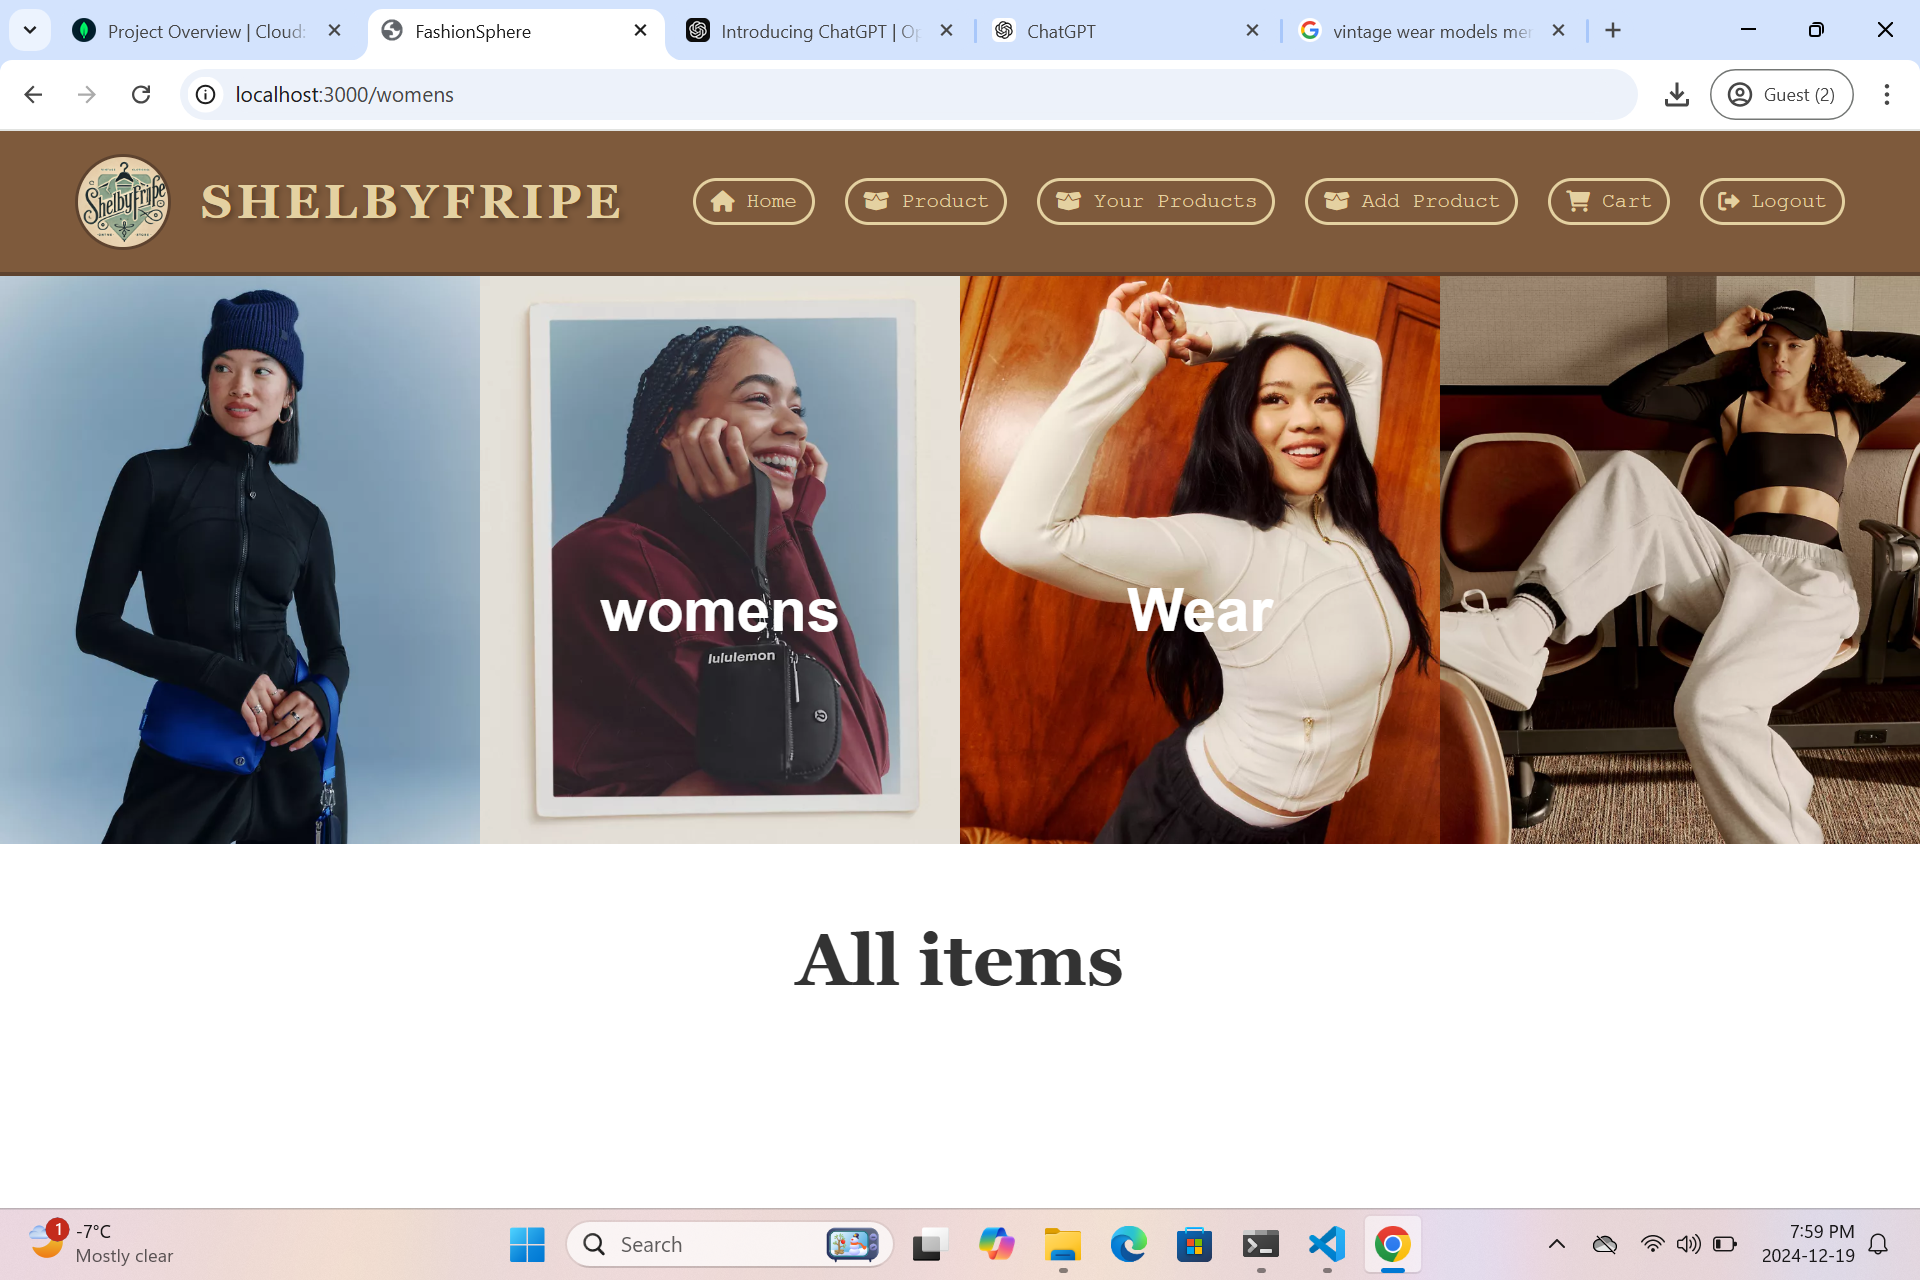 Project Overview | Cloud:
FashionSphere
Introducing ChatGPT | Op
ChatGPT
vintage wear models mer
localhost:3000/womens
Guest (2)
ShelbyFripe
SHELBYFRIPE
Home
Product
Your Products
Add Product
Cart
Logout
womens
Wear
lululemon
All items
1
-7°C
Mostly clear
Search
7:59 PM
2024-12-19